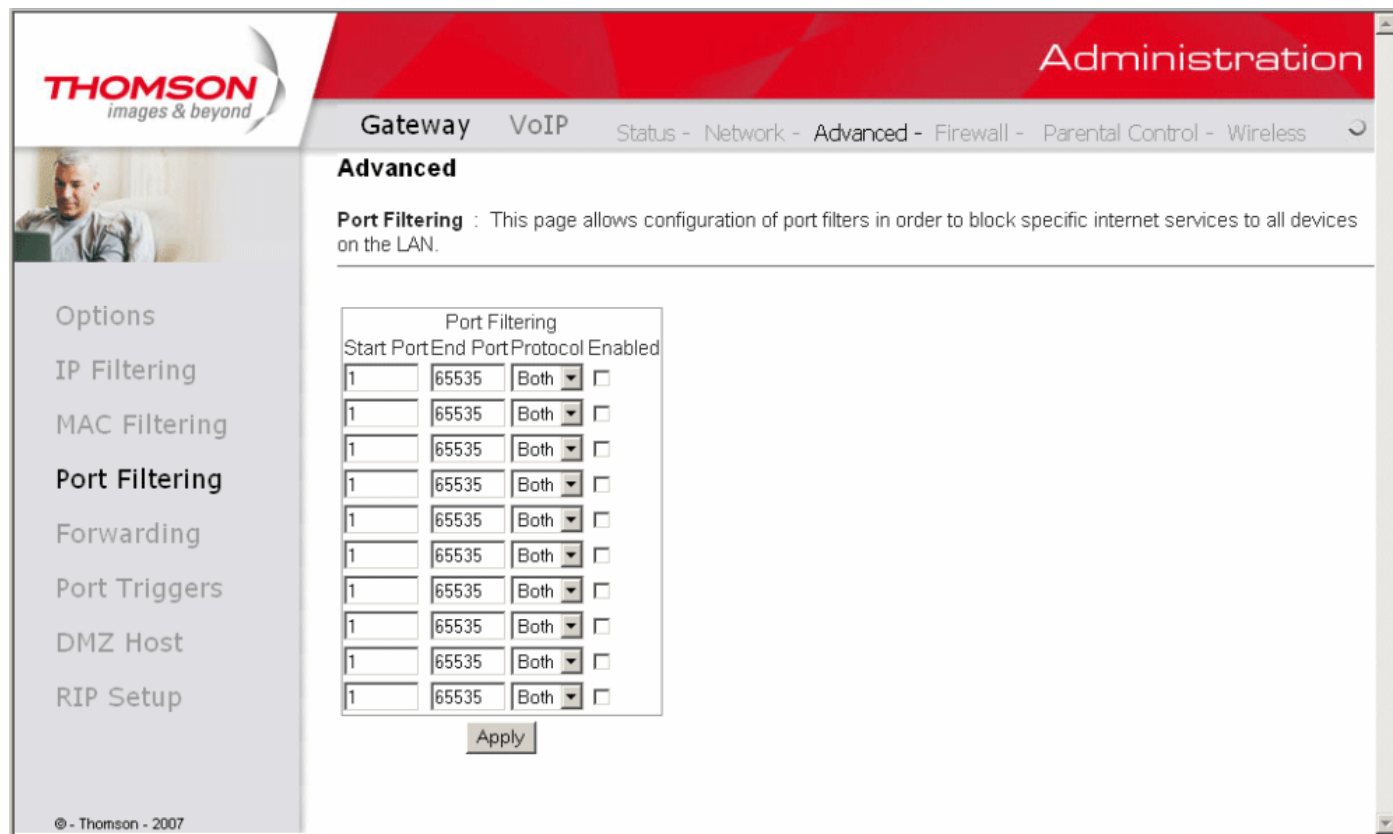 THOMSON
images & beyond
Administration
Gateway VoIP Status - Network - Advanced - Firewall - Parental Control - Wireless
Advanced
Port Filtering : This page allows configuration of port filters in order to block specific internet services to all devices
on the LAN.
Options
IP Filtering
MAC Filtering
Port Filtering
Forwarding
Port Triggers
DMZ Host
RIP Setup
Port Filtering
Start Port End Port Protocol Enabled
1 65535 Both
1 65535 Both
1 65535 Both
1 65535 Both
1 65535 Both
1 65535 Both
1 65535 Both
1 65535 Both
1 65535 Both
1 65535 Both
Apply
© - Thomson - 2007